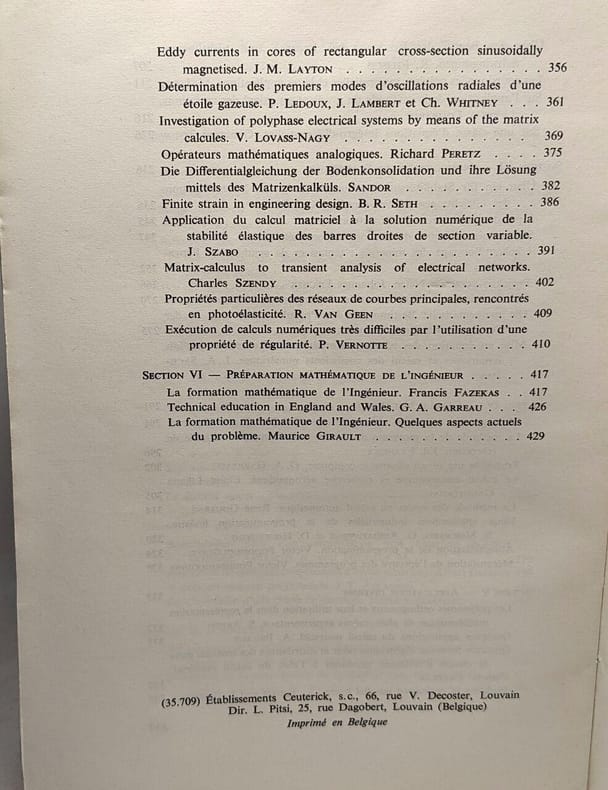 Eddy currents in cores of rectangular cross-section sinusoidally
magnetised. J. M. LAYTON . . . . . . . . . . . . . . . . 356
Détermination des premiers modes d'oscillations radiales d'une
étoile gazeuse. P. LEDOUX, J. LAMBERT et Ch. WHITNEY . . . 361
Investigation of polyphase electrical systems by means of the matrix
calcules. V. LOVASS-NAGY . . . . . . . . . . . . . . 369
Opérateurs mathématiques analogiques. Richard PERETZ . . . . 375
Die Differentialgleichung der Bodenkonsolidation und ihre Lösung
mittels des Matrizenkalküls. SANDOR . . . . . . . . . . 382
Finite strain in engineering design. B. R. SETH . . . . . . . . 386
Application du calcul matriciel à la solution numérique de la
stabilité élastique des barres droites de section variable.
J. SZABO . . . . . . . . . . . . . . . . . . . . . 391
Matrix-calculus to transient analysis of electrical networks.
Charles SZENDY . . . . . . . . . . . . . . . . . . 402
Propriétés particulières des réseaux de courbes principales, rencontrés
en photoélasticité. R. VAN GEEN . . . . . . . . . . . 409
Exécution de calculs numériques très difficiles par l'utilisation d'une
propriété de régularité. P. VERNOTTE . . . . . . . . . . 410
SECTION VI — PRÉPARATION MATHÉMATIQUE DE L'INGÉNIEUR . . . . . 417
La formation mathématique de l'Ingénieur. Francis FAZEKAS . . 417
Technical education in England and Wales. G. A. GARREAU . . . 426
La formation mathématique de l'Ingénieur. Quelques aspects actuels
du problème. Maurice GIRAULT . . . . . . . . . . . . . 429
(35.709) Établissements Ceuterick, s.c., 66, rue V. Decoster, Louvain
Dir. L. Pitsi, 25, rue Dagobert, Louvain (Belgique)
Imprimé en Belgique